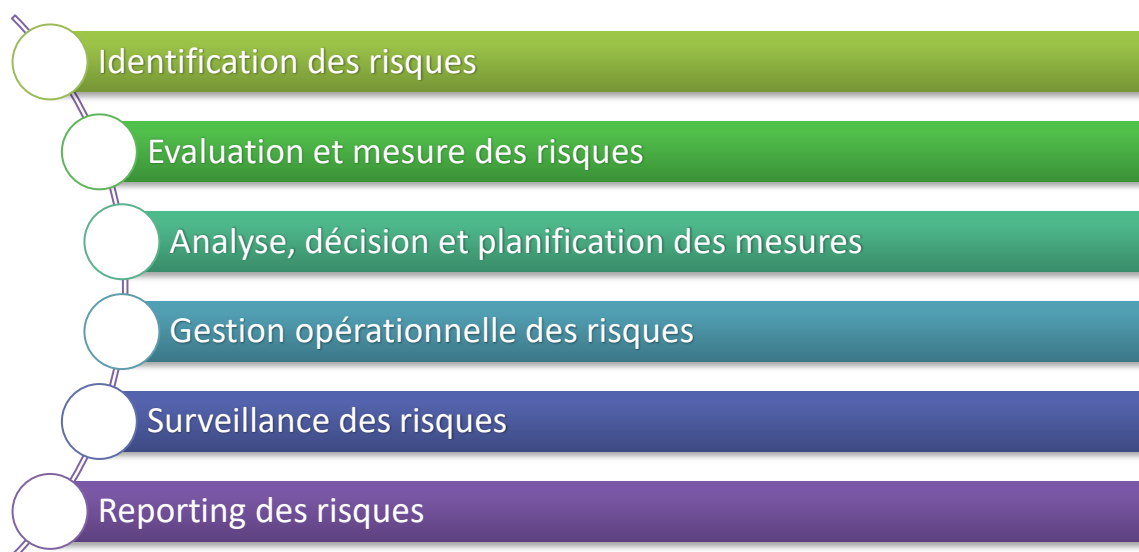 Identification des risques
Evaluation et mesure des risques
Analyse, décision et planification des mesures
Gestion opérationnelle des risques
Surveillance des risques
Reporting des risques